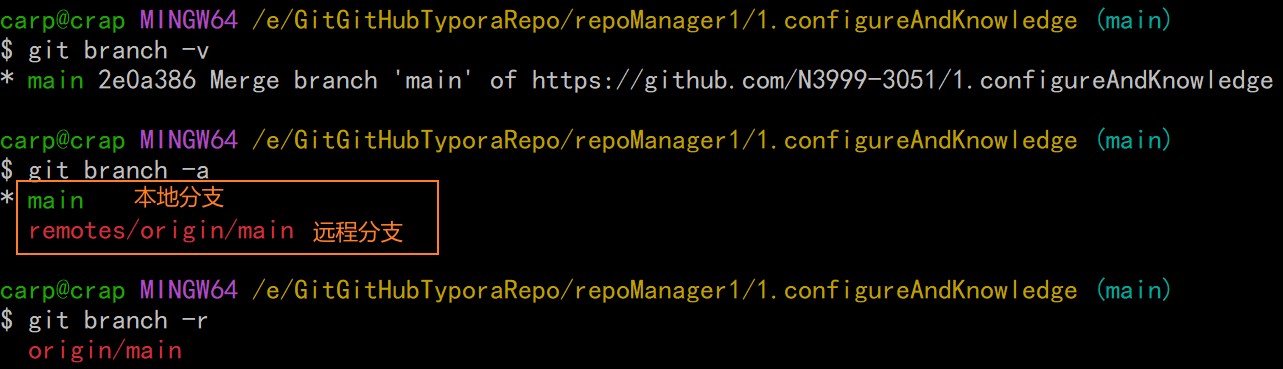 carp@crap MINGW64 /e/GitGitHubTyporaRepo/repoManager1/1.configureAndKnowledge (main)
$ git branch -v
* main 2e0a386 Merge branch 'main' of https://github.com/N3999-3051/1.configureAndKnowledge
carp@crap MINGW64 /e/GitGitHubTyporaRepo/repoManager1/1.configureAndKnowledge (main)
$ git branch -a
* main 本地分支
remotes/origin/main 远程分支
carp@crap MINGW64 /e/GitGitHubTyporaRepo/repoManager1/1.configureAndKnowledge (main)
$ git branch -r
origin/main